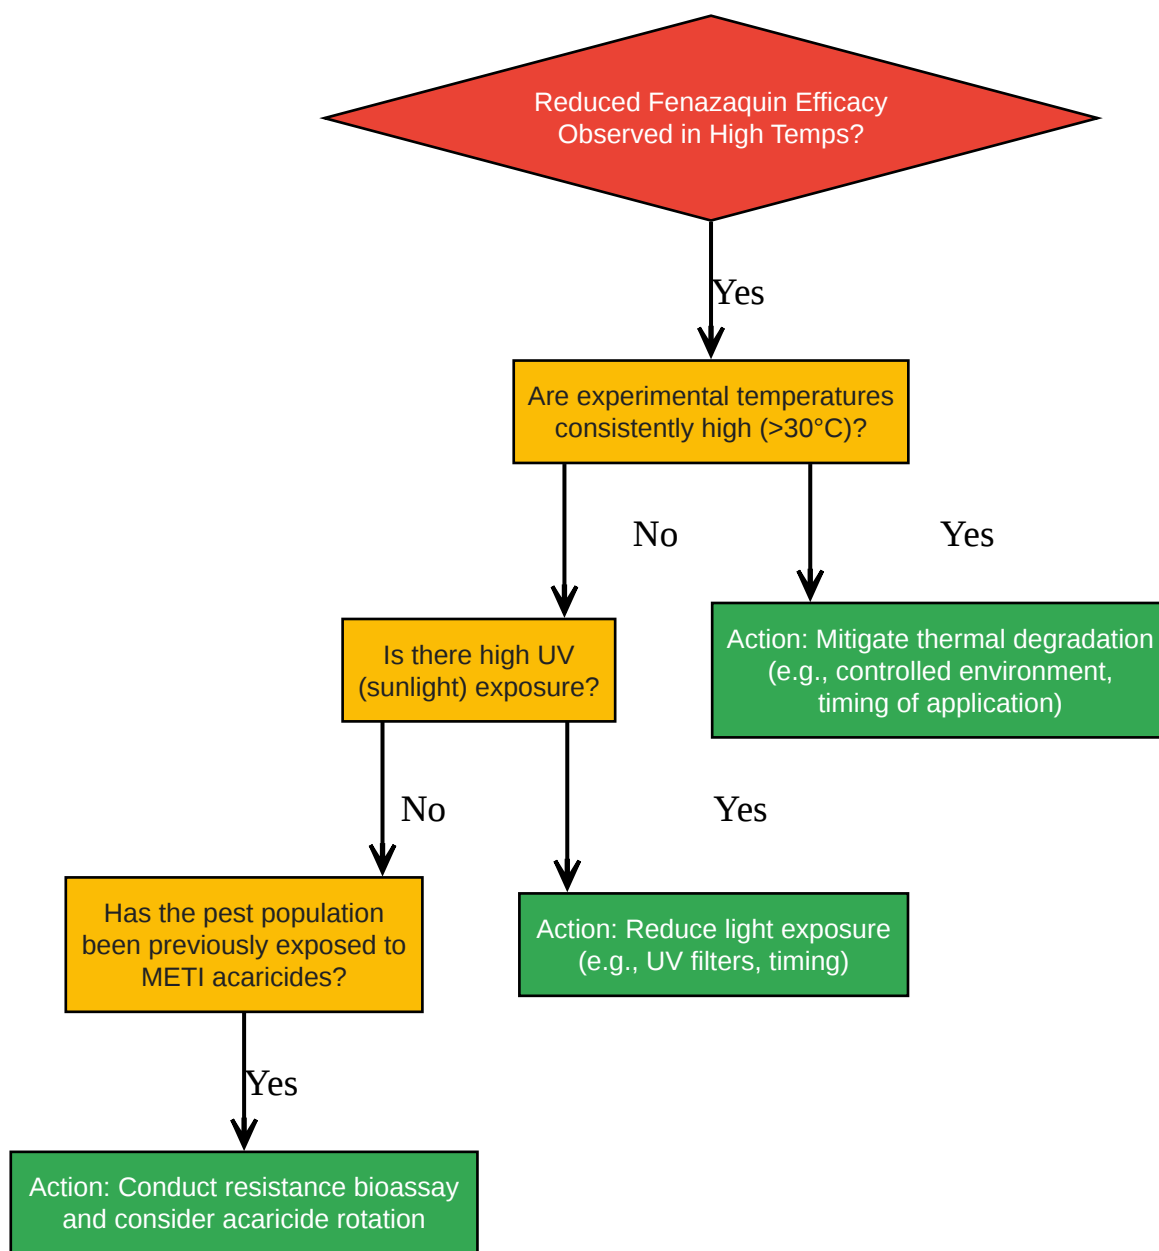 Reduced Fenazaquin Efficacy
Observed in High Temps?
Yes
Are experimental temperatures
consistently high (>30°C)?
No
Yes
Is there high UV
(sunlight) exposure?
Action: Mitigate thermal degradation
(e.g., controlled environment,
timing of application)
No
Yes
Has the pest population
been previously exposed to
METI acaricides?
Action: Reduce light exposure
(e.g., UV filters, timing)
Yes
Action: Conduct resistance bioassay
and consider acaricide rotation